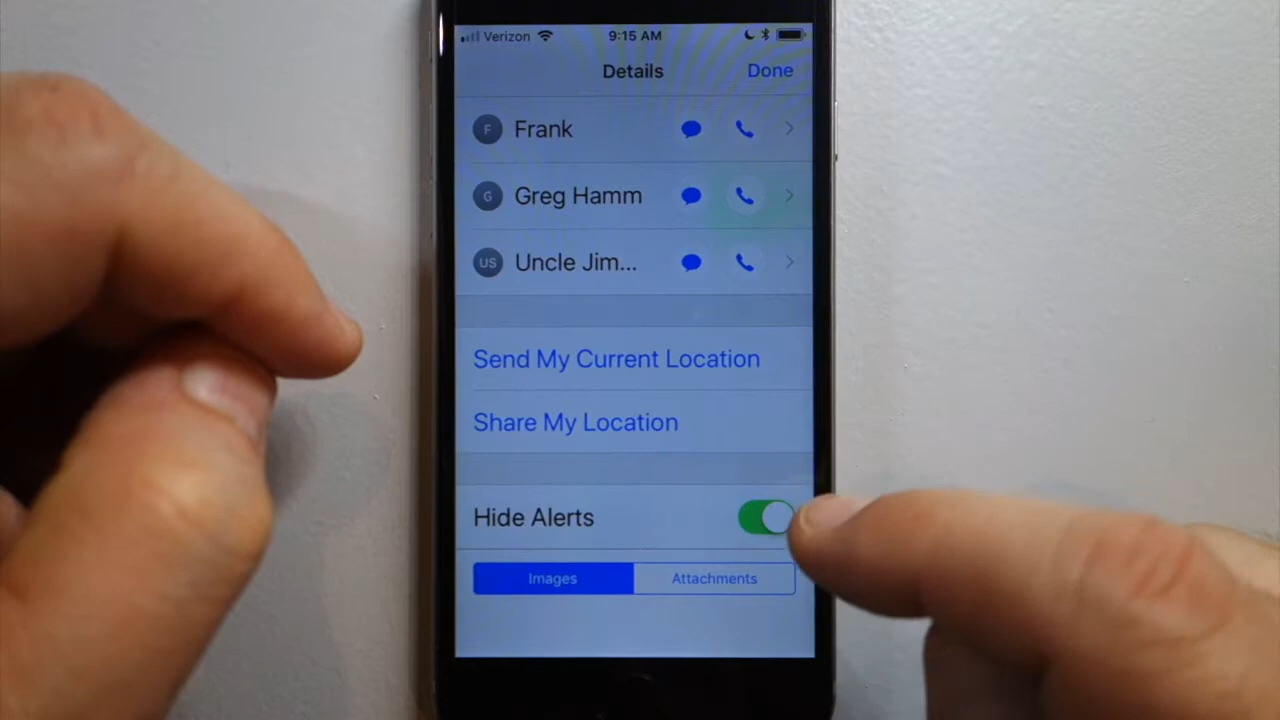 Verizon 9:15 AM
Details Done
F Frank
G Greg Hamm
US Uncle Jim...
Send My Current Location
Share My Location
Hide Alerts
Images Attachments